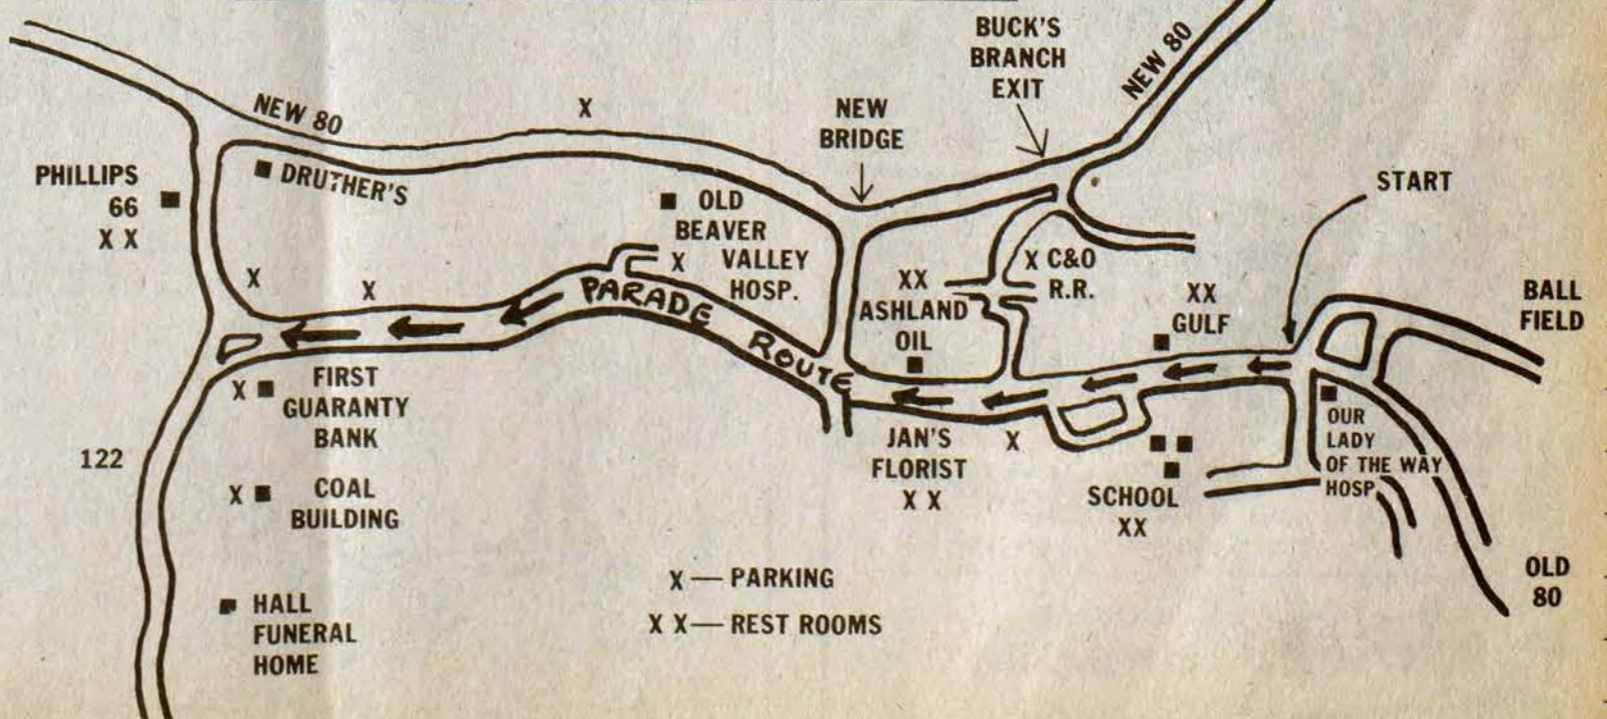 BUCK'S
BRANCH
EXIT
NEW 80
NEW 80
X
NEW
BRIDGE
PHILLIPS
66
X X
DRUTHER'S
OLD
BEAVER
VALLEY
HOSP.
X
START
X
X
PARADE ROUTE
XX
ASHLAND
OIL
X C&O
R.R.
XX
GULF
BALL
FIELD
X
FIRST
GUARANTY
BANK
122
X
COAL
BUILDING
JAN'S
FLORIST
X X
X
SCHOOL
XX
OUR
LADY
OF THE WAY
HOSP.
HALL
FUNERAL
HOME
X — PARKING
X X — REST ROOMS
OLD
80